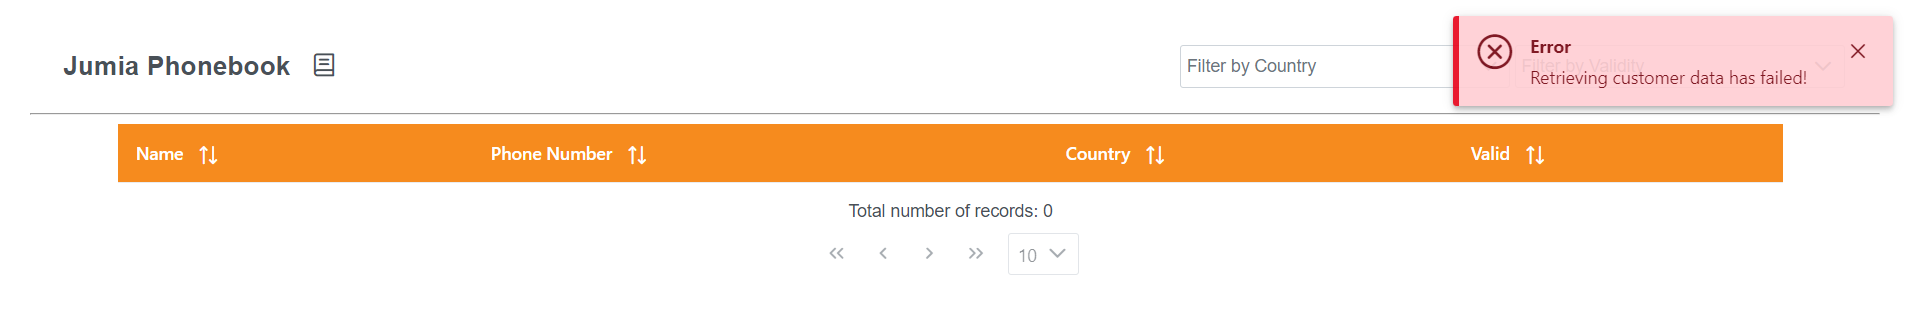 Jumia Phonebook
Filter by Country
Filter by Validity
Error
Retrieving customer data has failed!
Name
Phone Number
Country
Valid
Total number of records: 0
10